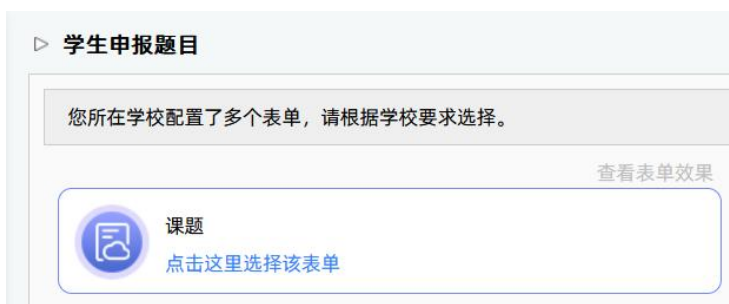 学生申报题目
您所在学校配置了多个表单，请根据学校要求选择。
查看表单效果
课题
点击这里选择该表单